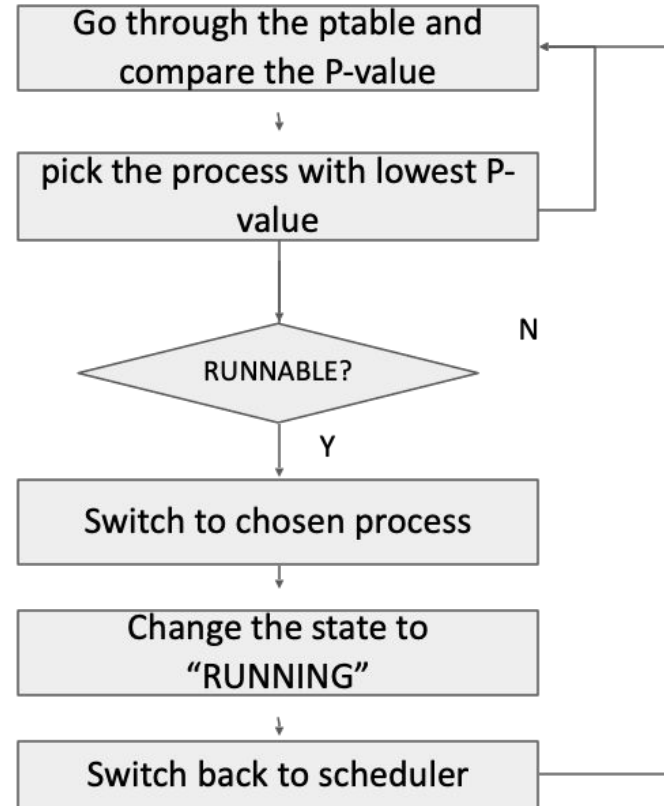 Go through the ptable and
compare the P-value
pick the process with lowest P-
value
N
RUNNABLE?
Y
Switch to chosen process
Change the state to
“RUNNING”
Switch back to scheduler